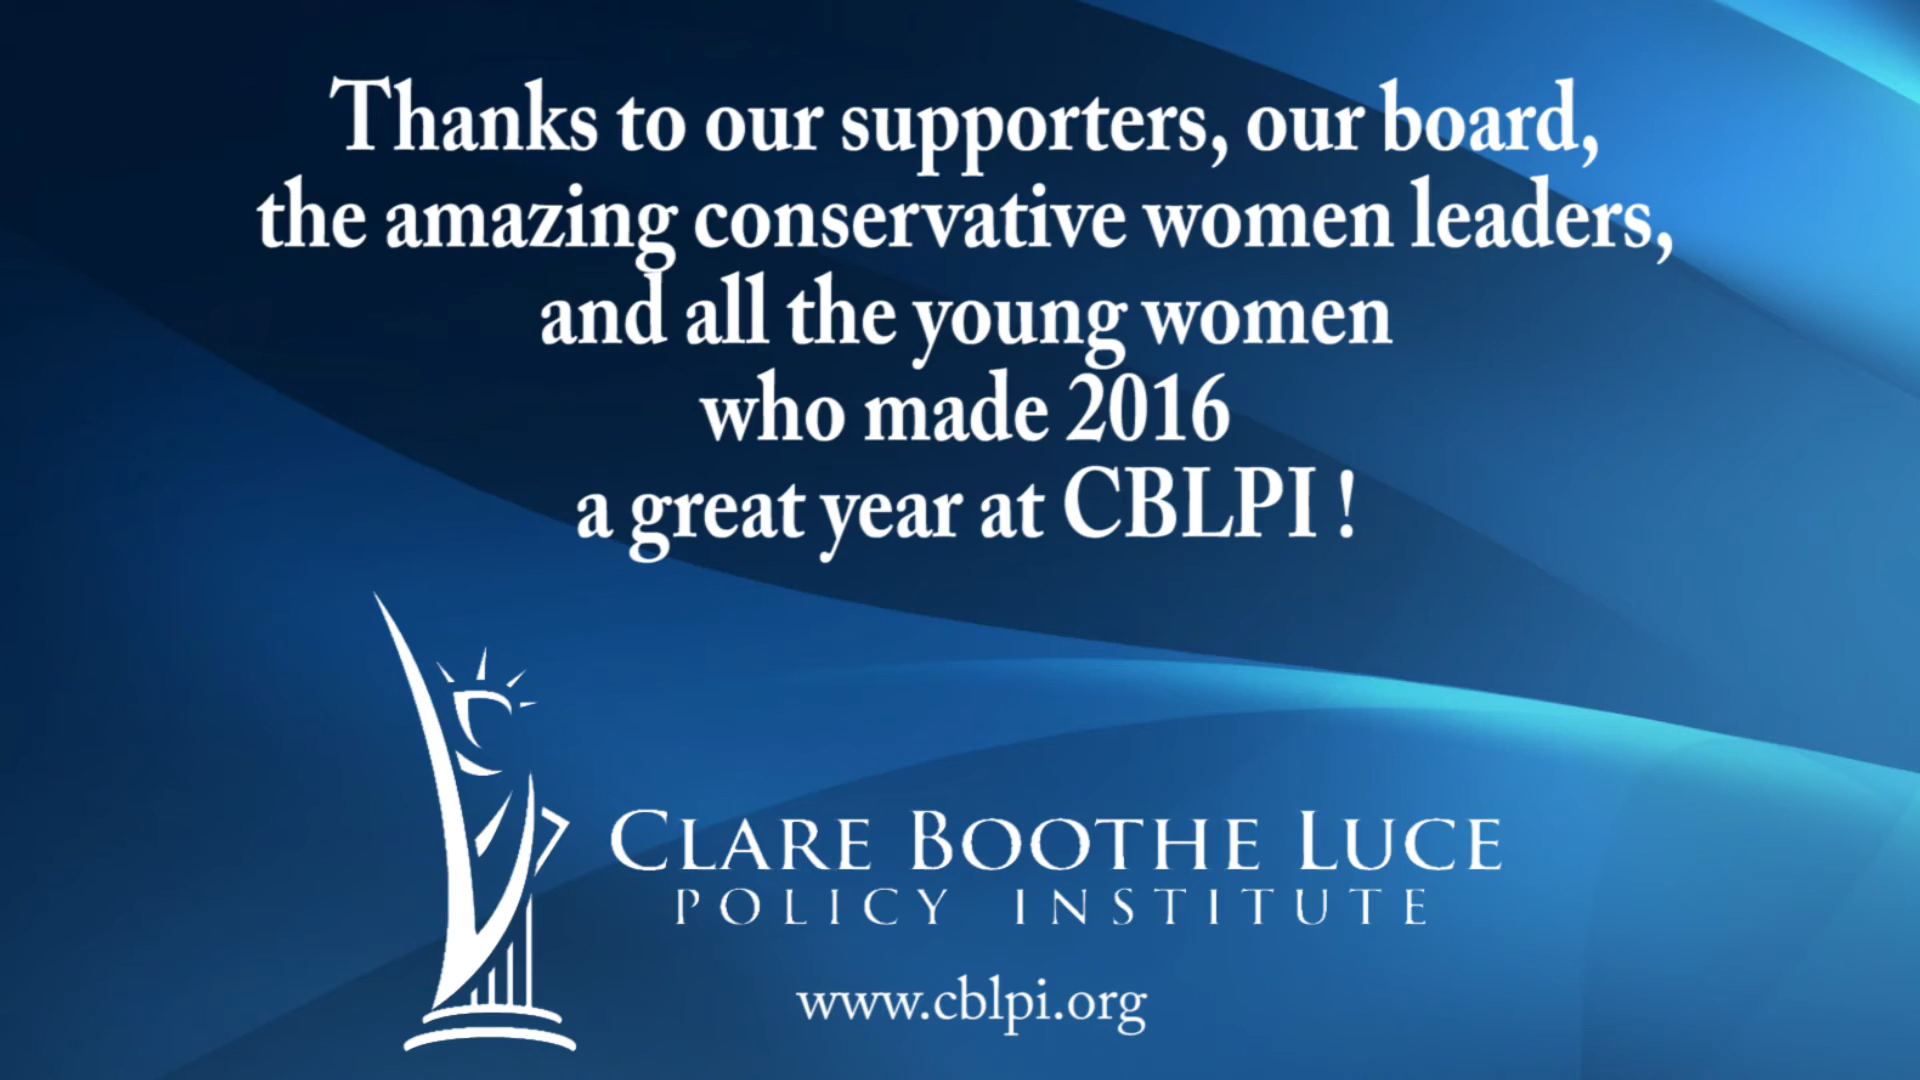 Thanks to our supporters, our board,
the amazing conservative women leaders,
and all the young women
who made 2016
a great year at CBLPI !
CLARE BOOTHE LUCE
POLICY INSTITUTE
www.cblpi.org